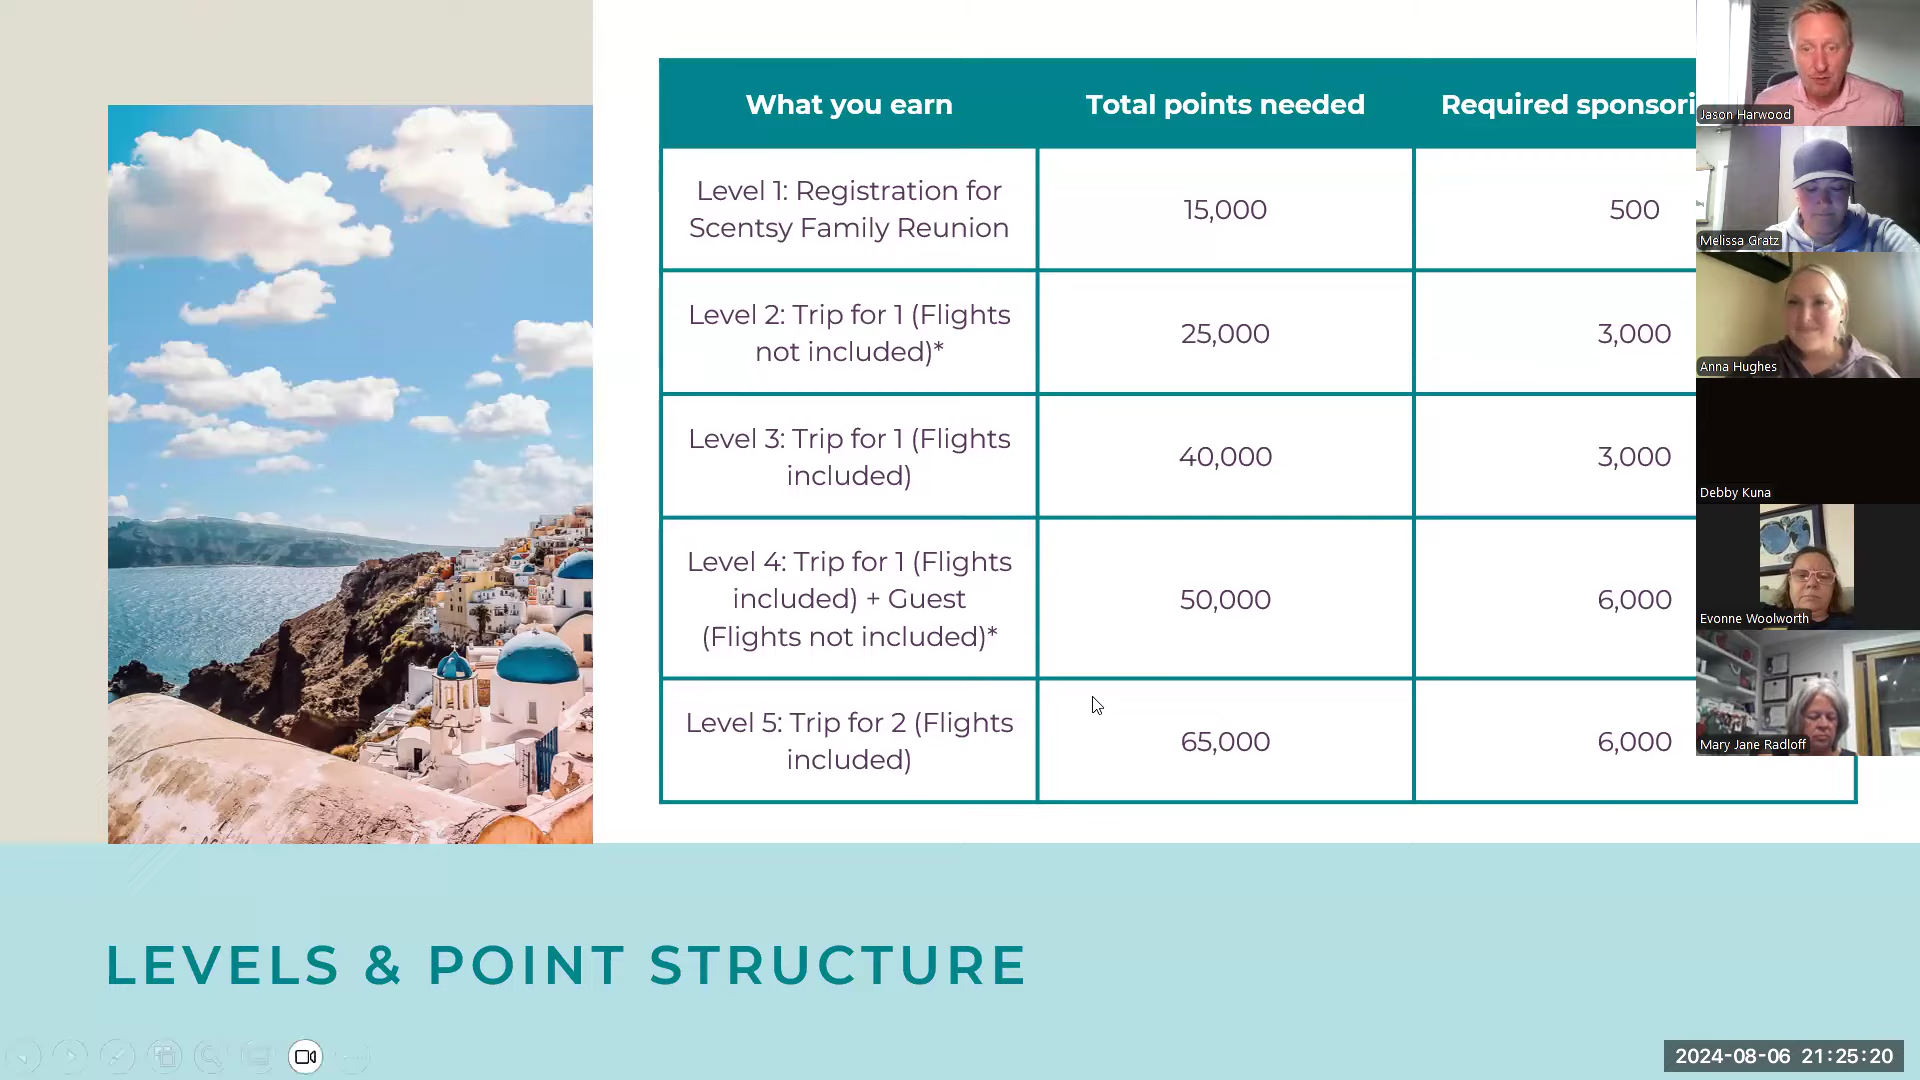 What you earn
Total points needed
Required sponsori
Level 1: Registration for
Scentsy Family Reunion
15,000
500
Level 2: Trip for 1 (Flights
not included)*
25,000
3,000
Level 3: Trip for 1 (Flights
included)
40,000
3,000
Level 4: Trip for 1 (Flights
included) + Guest
(Flights not included)*
50,000
6,000
Level 5: Trip for 2 (Flights
included)
65,000
6,000
LEVELS & POINT STRUCTURE
Jason Harwood
Melissa Gratz
Anna Hughes
Debby Kuna
Evonne Woolworth
Mary Jane Radloff
2024-08-06 21:25:20